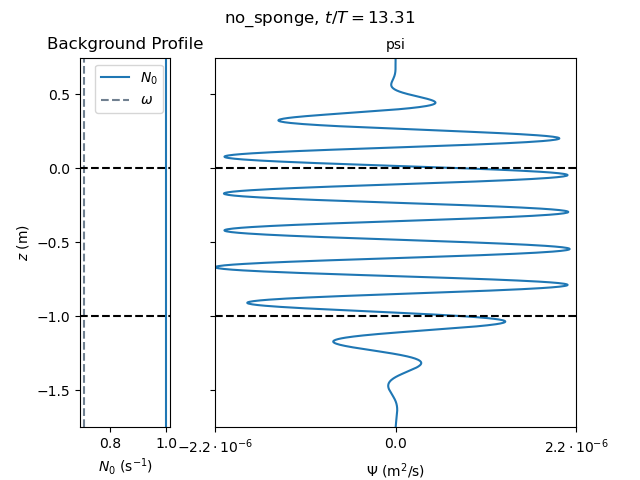 no_sponge, t/T = 13.31
Background Profile
psi
N₀
ω
0.5
0.0
−0.5
−1.0
−1.5
z (m)
0.8
1.0
−2.2 · 10⁻⁶
0.0
2.2 · 10⁻⁶
N₀ (s⁻¹)
Ψ (m²/s)